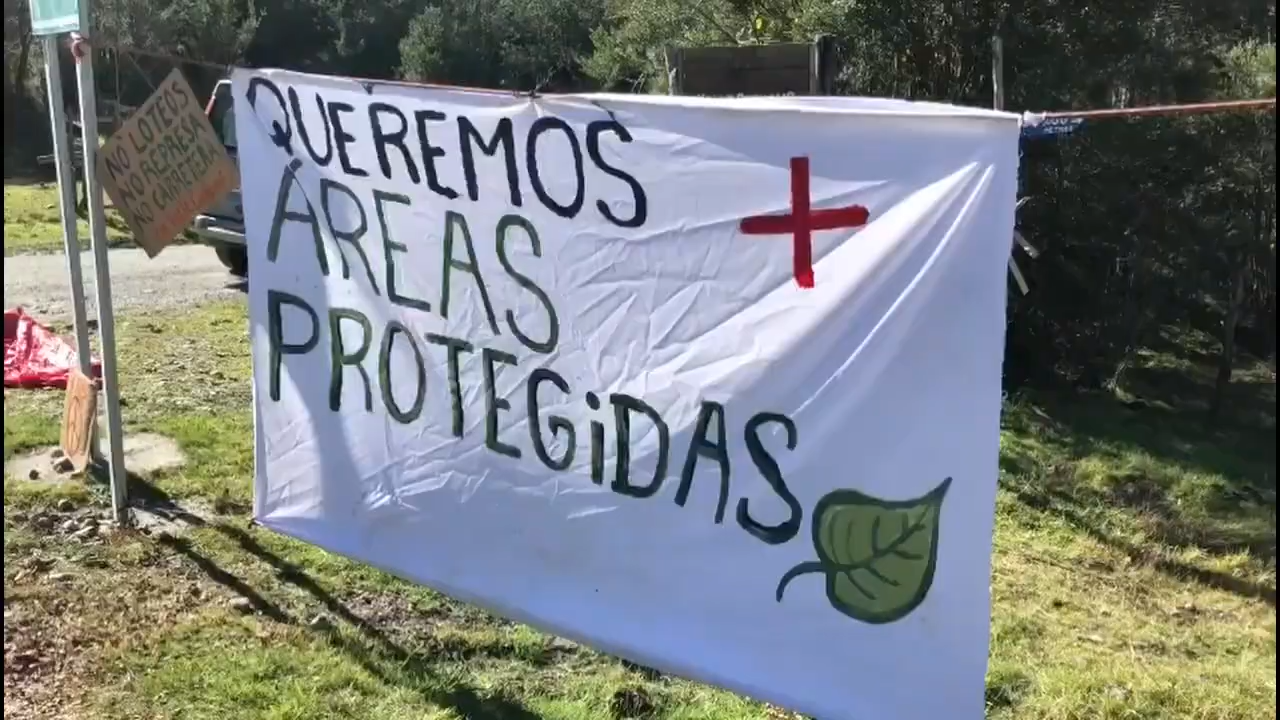 QUEREMOS +
ÁREAS
PROTEGiDAS
NO LOTEOS
NO REPRESA
NO CARRETERA